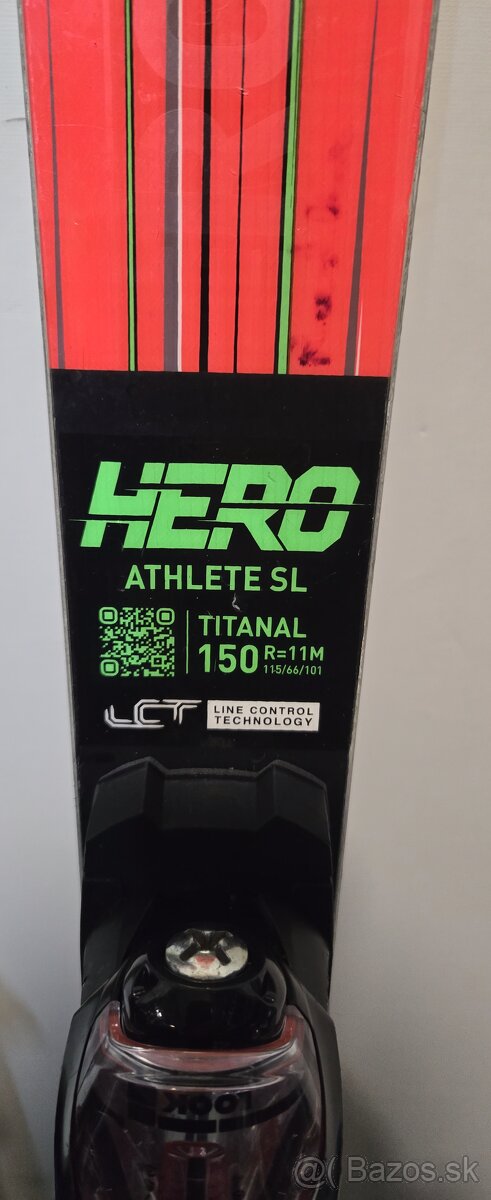 HERO
ATHLETE SL
TITANAL
150 R=11M
115/66/101
LCT LINE CONTROL
TECHNOLOGY
LOOK
Bazos.sk